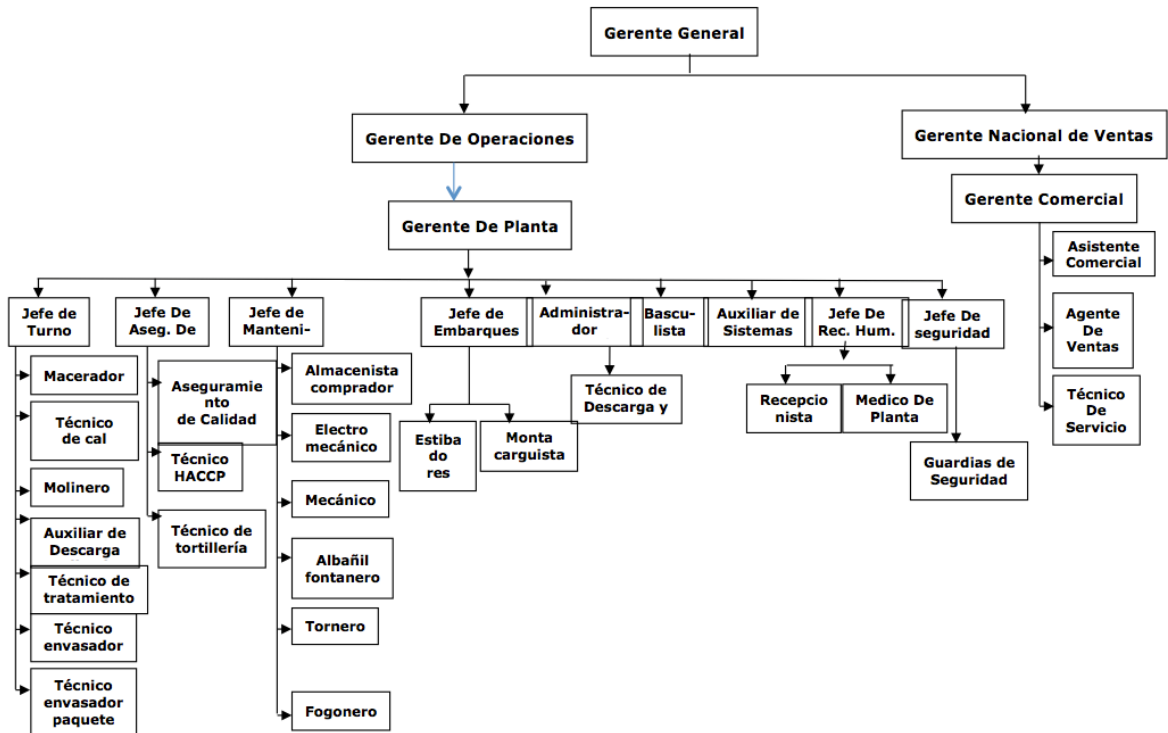 Gerente General
Gerente De Operaciones
Gerente Nacional de Ventas
Gerente De Planta
Gerente Comercial
Asistente
Comercial
Agente
De
Ventas
Técnico
De
Servicio
Jefe de
Turno
Jefe De
Aseg. De
Jefe de
Manteni-
Jefe de
Embarques
Administra-
dor
Bascu-
lista
Auxiliar de
Sistemas
Jefe De
Rec. Hum.
Jefe De
seguridad
Macerador
Técnico
de cal
Molinero
Auxiliar de
Descarga
Técnico de
tratamiento
Técnico
envasador
Técnico
envasador
paquete
Aseguramie
nto
de Calidad
Técnico
HACCP
Técnico de
tortillería
Almacenista
comprador
Electro
mecánico
Mecánico
Albañil
fontanero
Tornero
Fogonero
Estiba
do
res
Monta
carguista
Técnico de
Descarga y
Recepcio
nista
Medico De
Planta
Guardias de
Seguridad